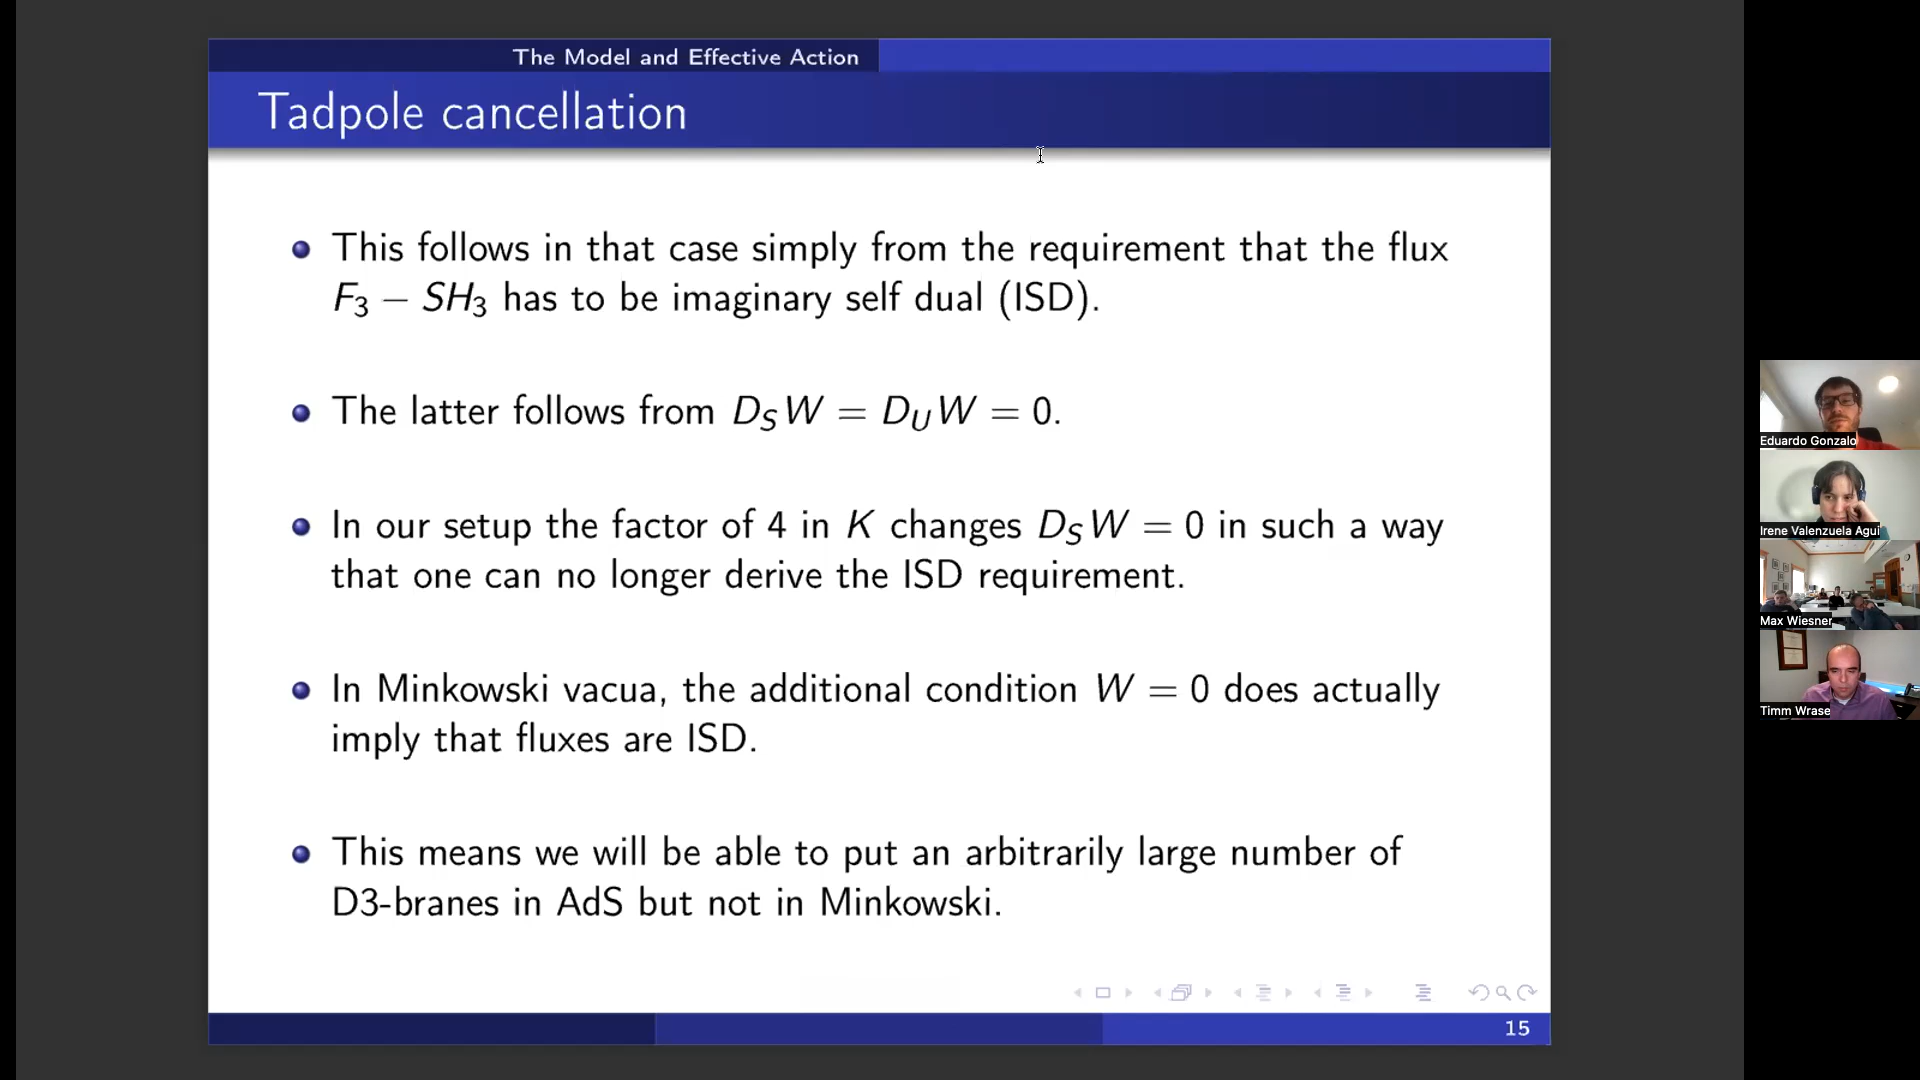 The Model and Effective Action
Tadpole cancellation
This follows in that case simply from the requirement that the flux
F₃ − SH₃ has to be imaginary self dual (ISD).
The latter follows from D_S W = D_U W = 0.
In our setup the factor of 4 in K changes D_S W = 0 in such a way
that one can no longer derive the ISD requirement.
In Minkowski vacua, the additional condition W = 0 does actually
imply that fluxes are ISD.
This means we will be able to put an arbitrarily large number of
D3-branes in AdS but not in Minkowski.
15
Eduardo Gonzalo
Irene Valenzuela Agui
Max Wiesner
Timm Wrase